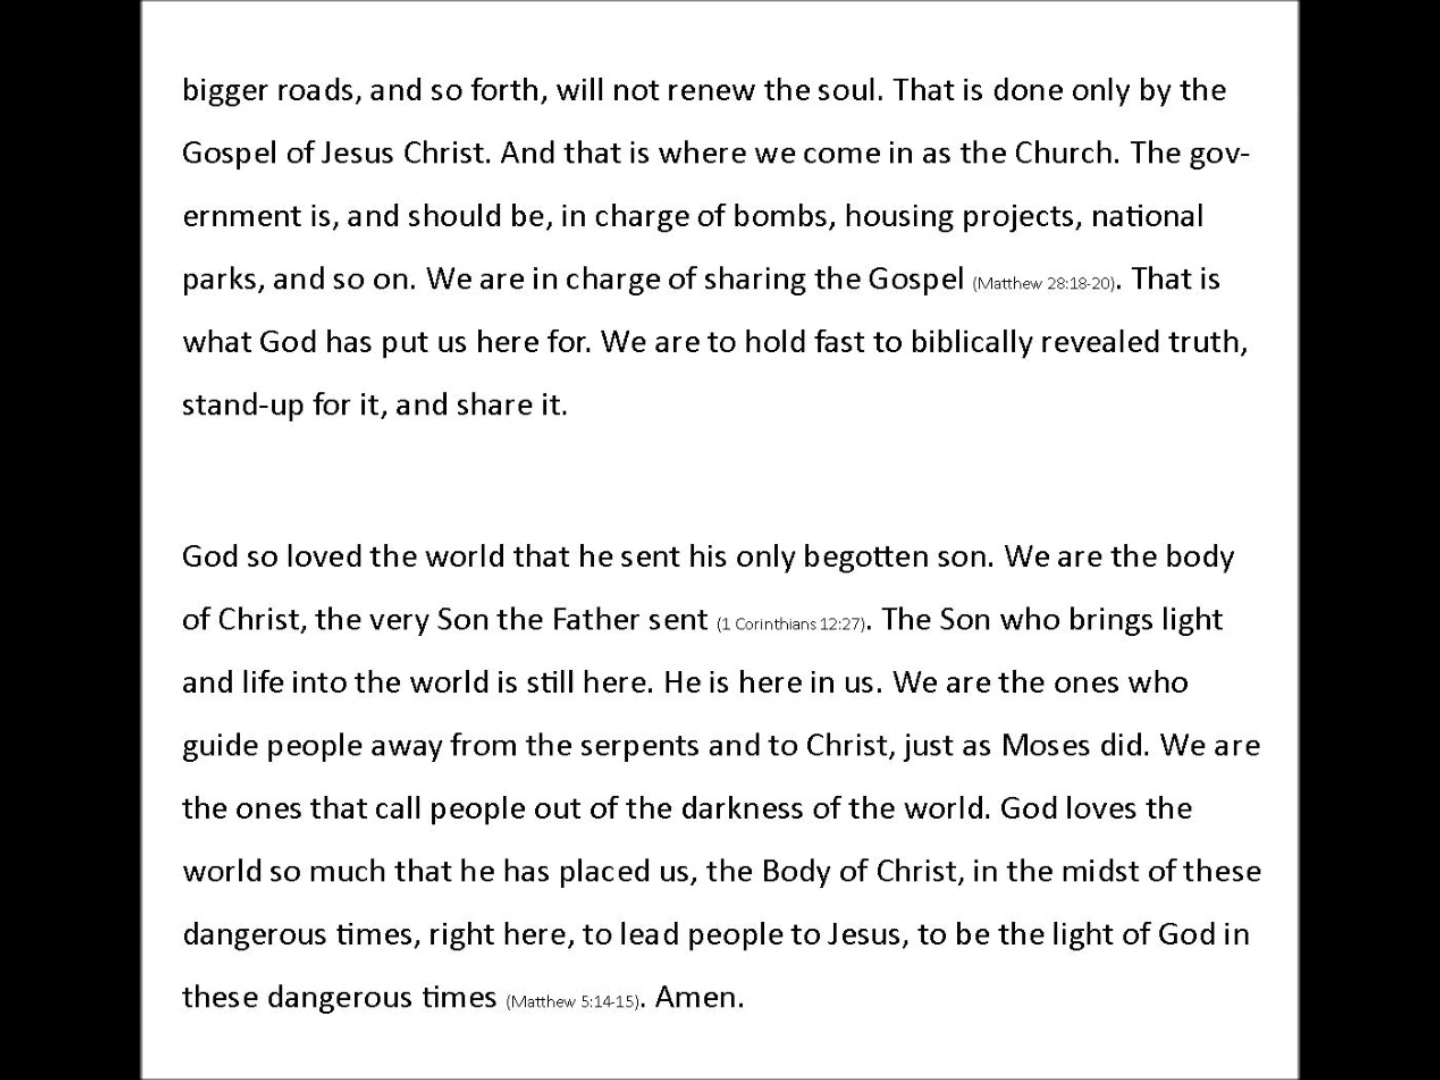 bigger roads, and so forth, will not renew the soul. That is done only by the
Gospel of Jesus Christ. And that is where we come in as the Church. The gov-
ernment is, and should be, in charge of bombs, housing projects, national
parks, and so on. We are in charge of sharing the Gospel (Matthew 28:18-20). That is
what God has put us here for. We are to hold fast to biblically revealed truth,
stand-up for it, and share it.
God so loved the world that he sent his only begotten son. We are the body
of Christ, the very Son the Father sent (1 Corinthians 12:27). The Son who brings light
and life into the world is still here. He is here in us. We are the ones who
guide people away from the serpents and to Christ, just as Moses did. We are
the ones that call people out of the darkness of the world. God loves the
world so much that he has placed us, the Body of Christ, in the midst of these
dangerous times, right here, to lead people to Jesus, to be the light of God in
these dangerous times (Matthew 5:14-15). Amen.